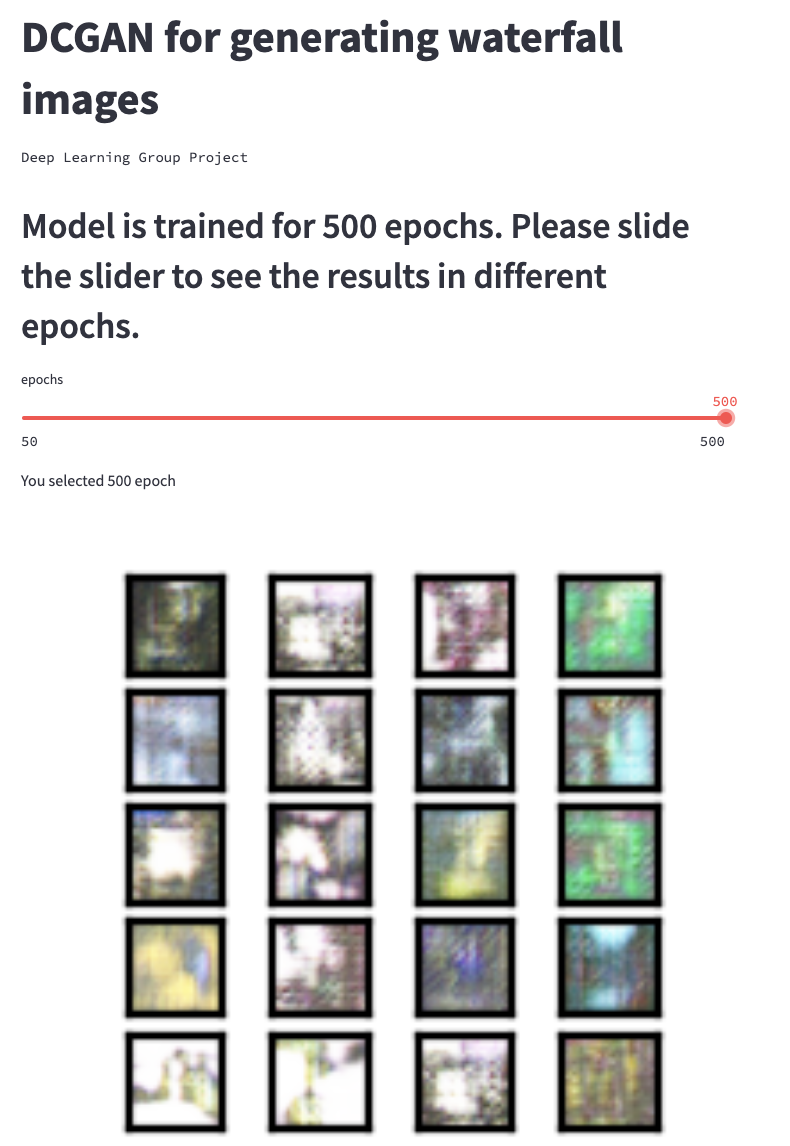 DCGAN for generating waterfall
images
Deep Learning Group Project
Model is trained for 500 epochs. Please slide
the slider to see the results in different
epochs.
epochs
500
50 500
You selected 500 epoch